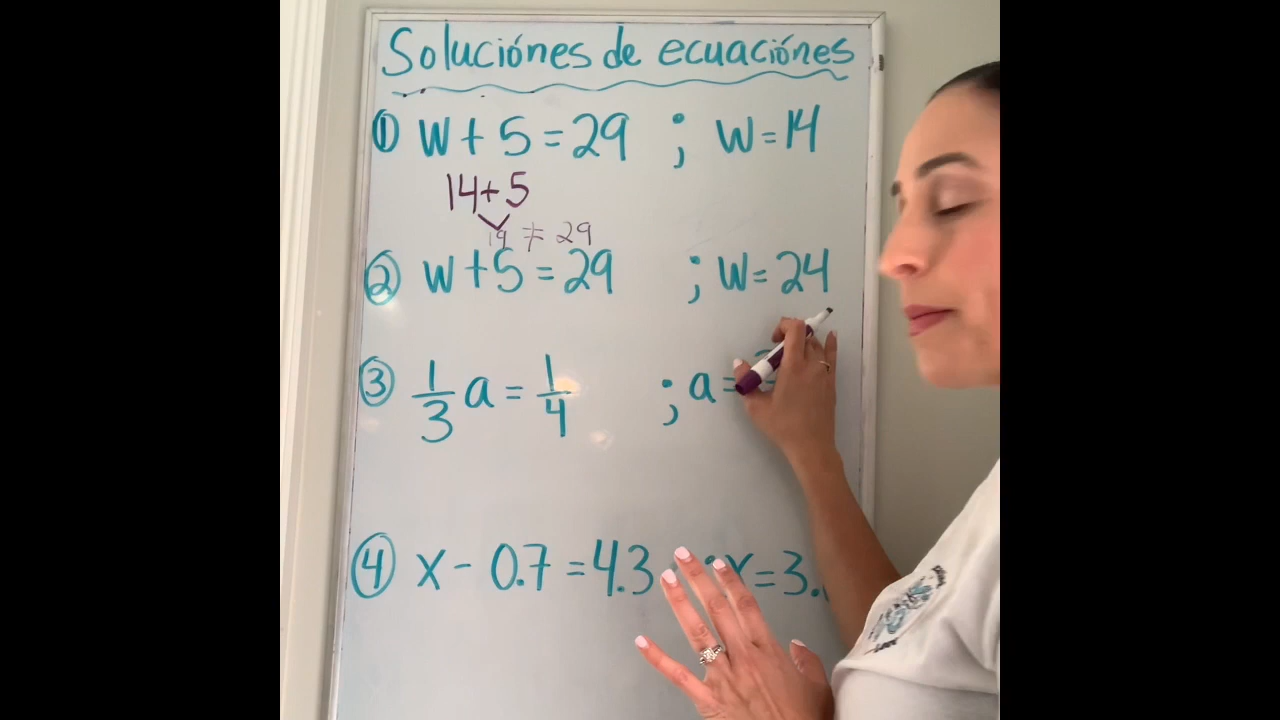 Soluciónes de ecuaciónes
① w + 5 = 29 ; w = 14
14 + 5
19 ≠ 29
② w + 5 = 29 ; w = 24
③ 1/3 a = 1/4 ; a =
④ x - 0.7 = 4.3 ; x = 3.